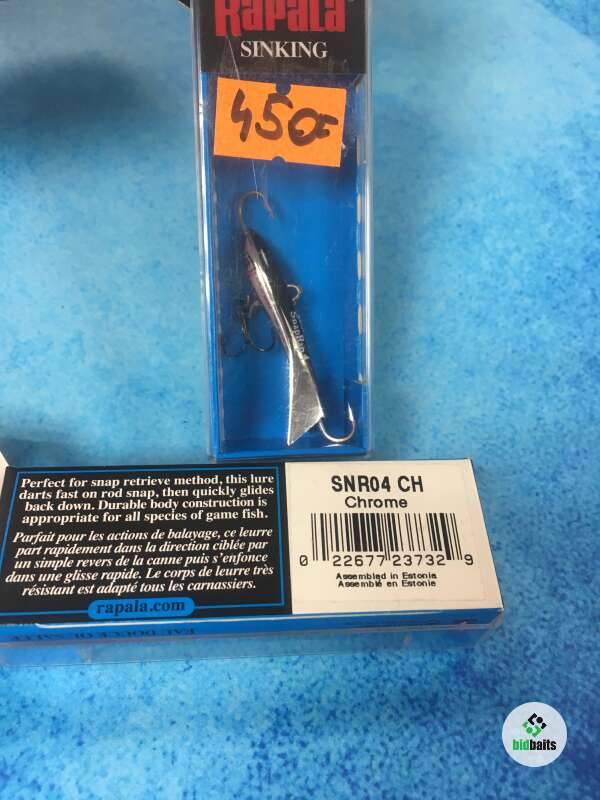 Rapala
SINKING
450=
SnapRap
Perfect for snap retrieve method, this lure
darts fast on rod snap, then quickly glides
back down. Durable body construction is
appropriate for all species of game fish.
Parfait pour les actions de balayage, ce leurre
part rapidement dans la direction ciblée par
un simple revers de la canne puis s'enfonce
dans une glisse rapide. Le corps de leurre très
résistant est adapté tous les carnassiers.
rapala.com
SNR04 CH
Chrome
0 22677 23732 9
Assembled in Estonia
Assemblé en Estonie
EAU DOUCE OU SALÉE
bidbaits